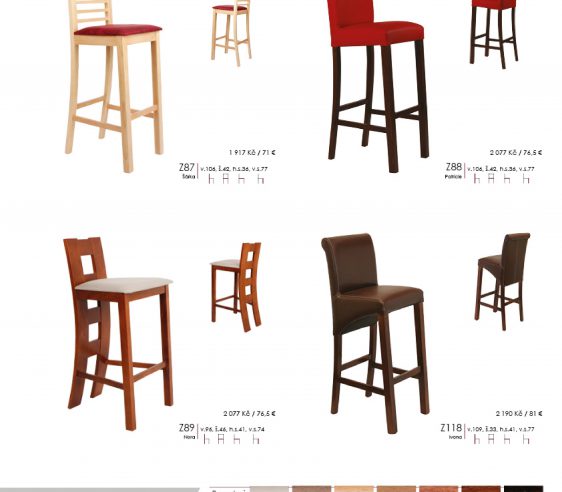 1 917 Kč / 71 €
Z87 v.106, š.42, h.s.36, v.s.77
Šárka
2 077 Kč / 76,5 €
Z88 v.106, š.42, h.s.36, v.s.77
Patricie
2 077 Kč / 76,5 €
Z89 v.96, š.46, h.s.41, v.s.74
Nora
2 190 Kč / 81 €
Z118 v.109, š.33, h.s.41, v.s.77
Ivona